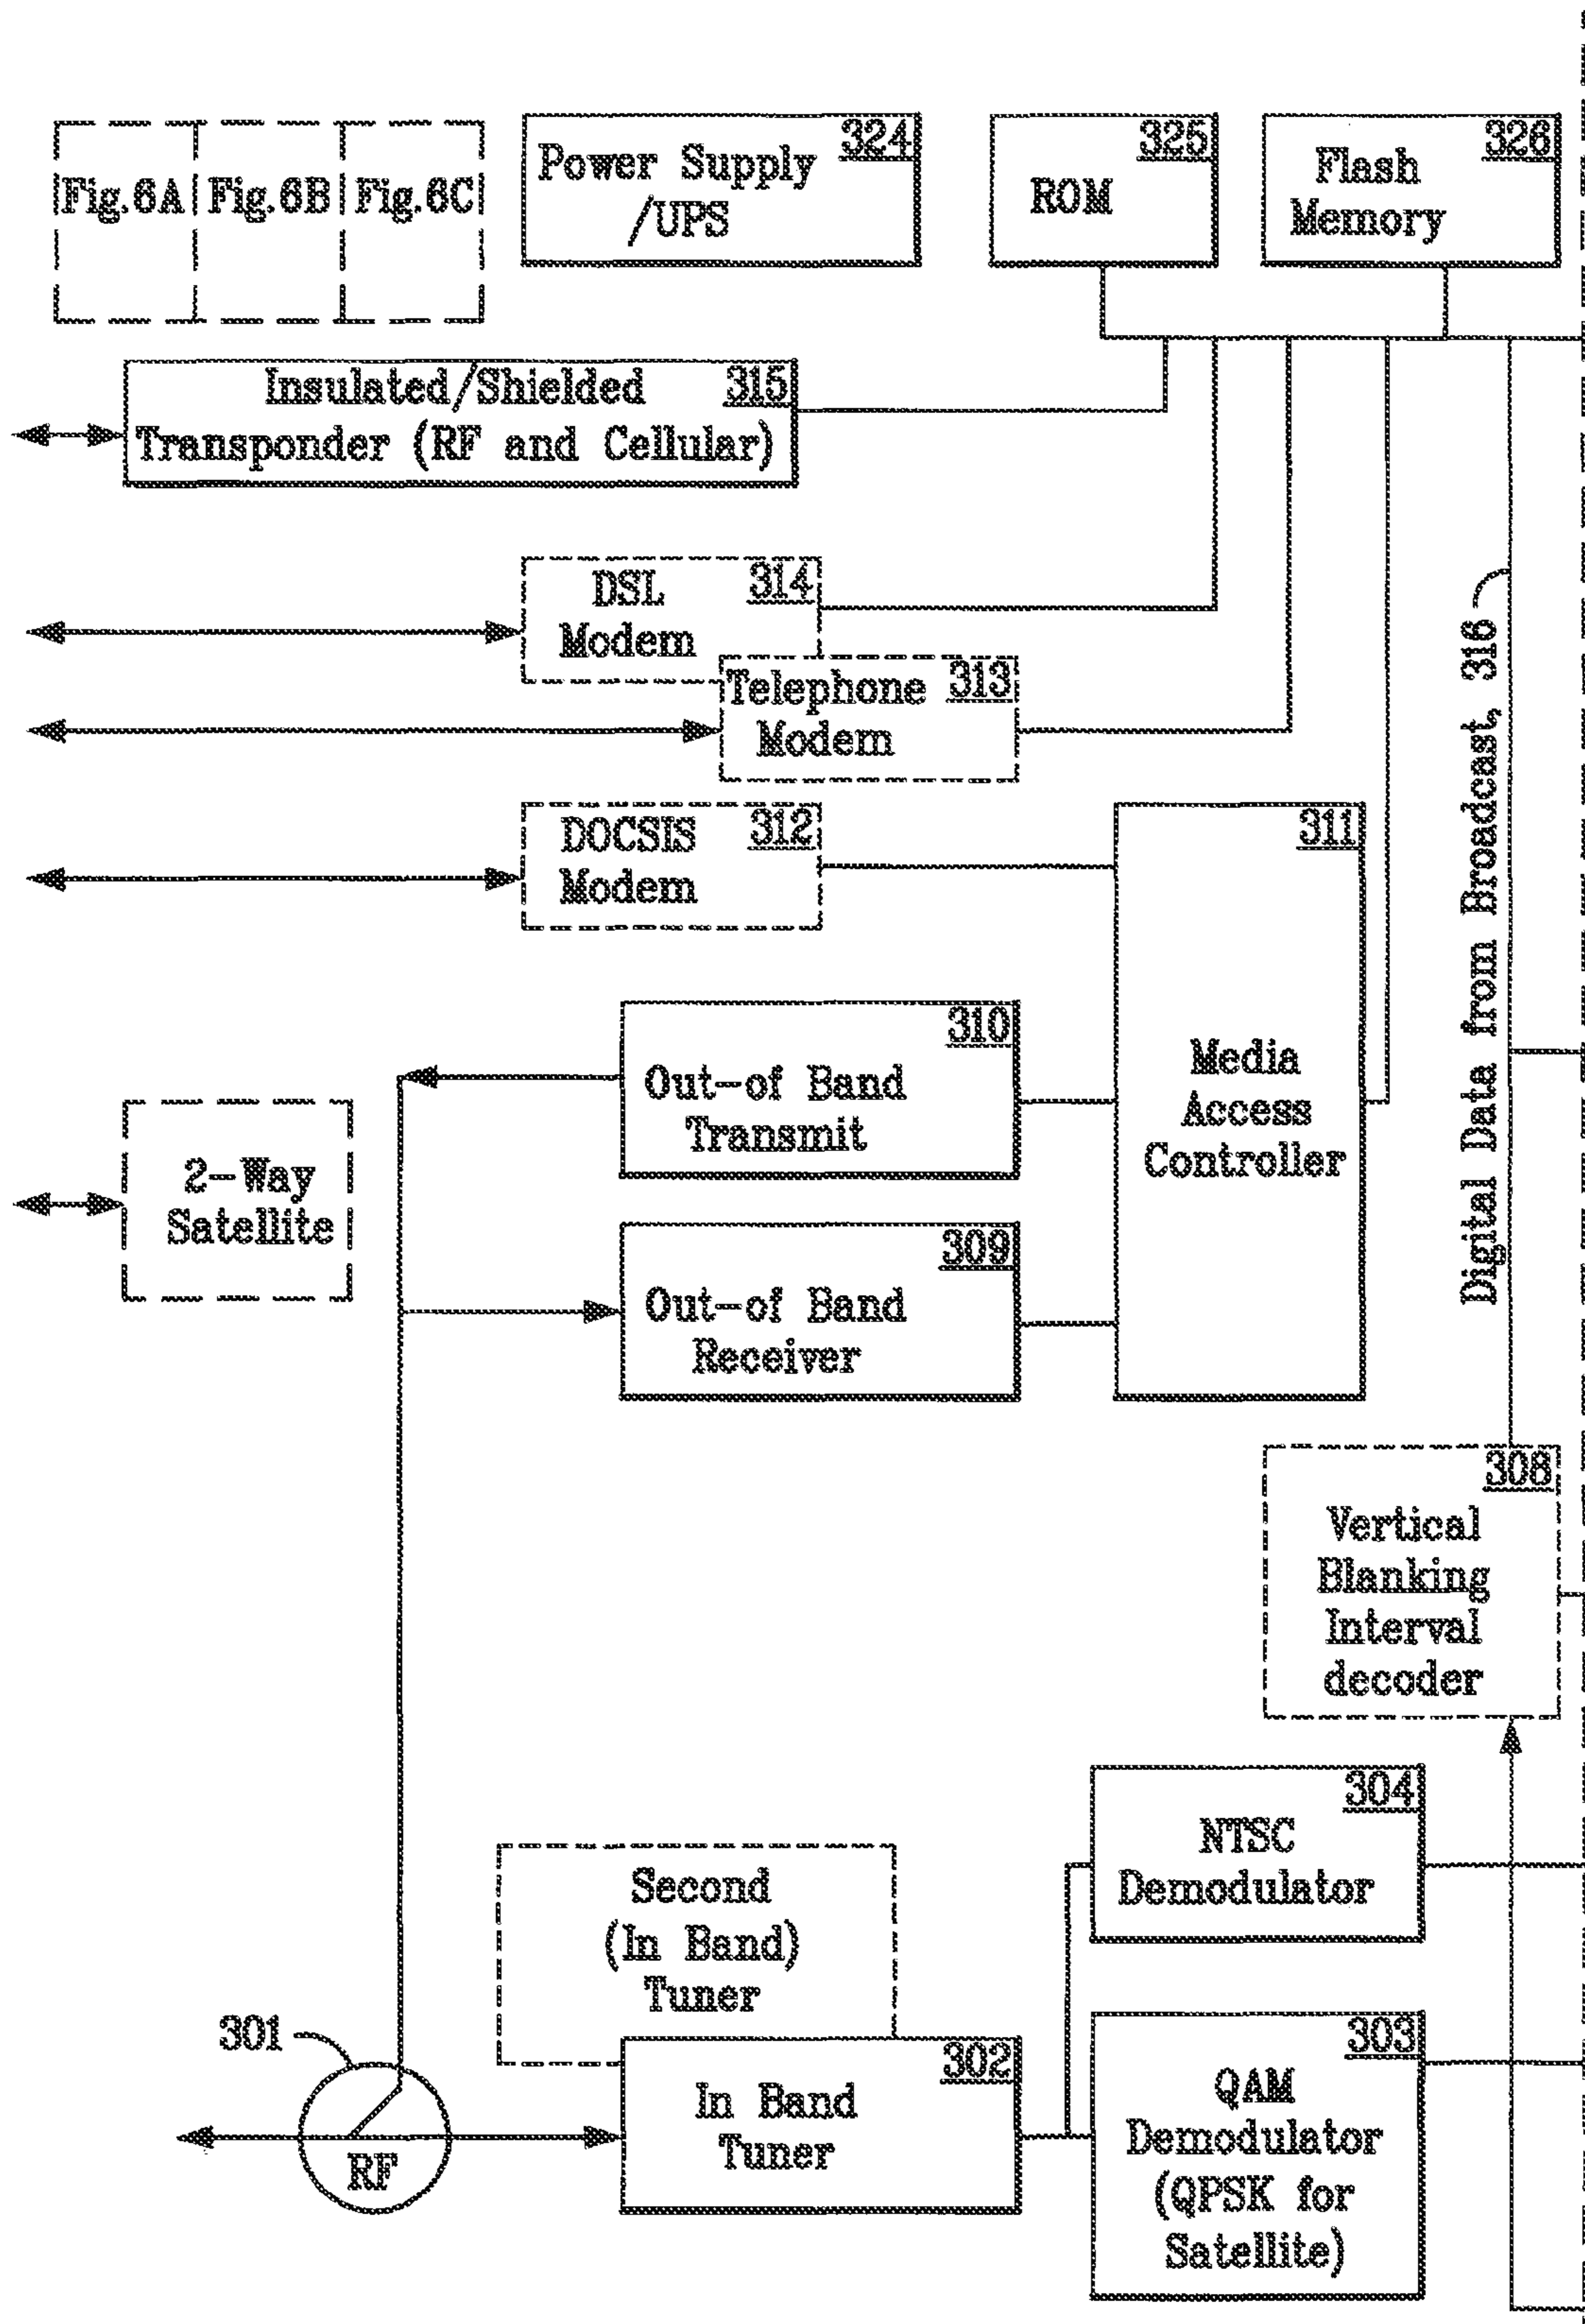 Fig.6A Fig.6B Fig.6C
324
Power Supply
/UPS
325
ROM
326
Flash
Memory
315
Insulated/Shielded
Transponder (RF and Cellular)
314
DSL
Modem
313
Telephone
Modem
312
DOCSIS
Modem
311
Media
Access
Controller
Digital Data from Broadcast, 316
310
Out-of Band
Transmit
2-Way
Satellite
309
Out-of Band
Receiver
308
Vertical
Blanking
Interval
decoder
304
NTSC
Demodulator
Second
(In Band)
Tuner
301
RF
302
In Band
Tuner
303
QAM
Demodulator
(QPSK for
Satellite)